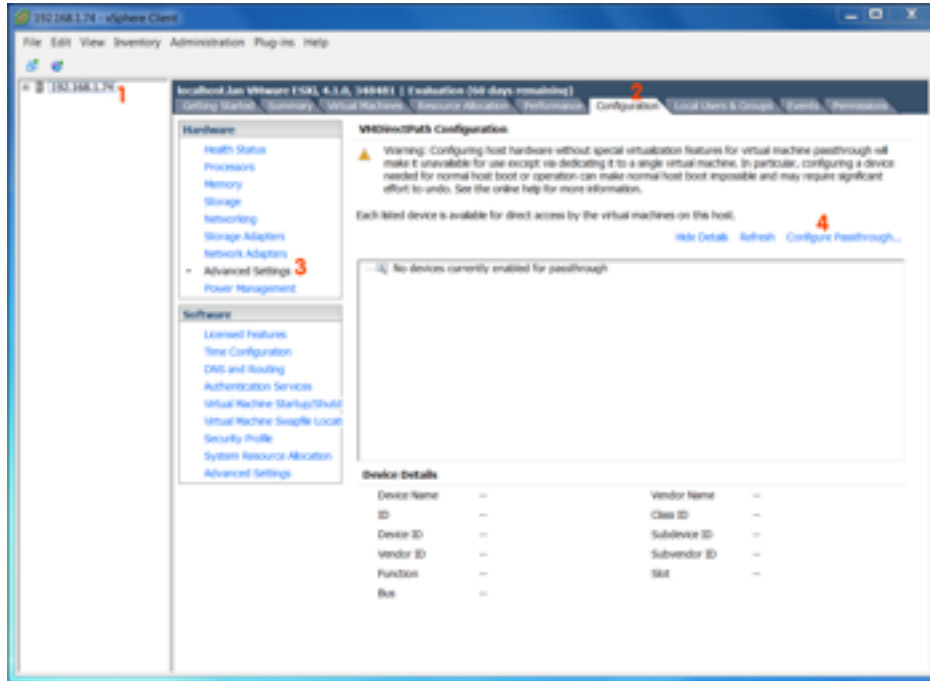 192.168.1.74 - vSphere Client
File Edit View Inventory Administration Plug-ins Help
192.168.1.74 1
localhost.lan VMware ESXi, 4.1.0, 348481 | Evaluation (60 days remaining)
2
Getting Started Summary Virtual Machines Resource Allocation Performance Configuration Local Users & Groups Events Permissions
Hardware
Health Status
Processors
Memory
Storage
Networking
Storage Adapters
Network Adapters
Advanced Settings 3
Power Management
Software
Licensed Features
Time Configuration
DNS and Routing
Authentication Services
Virtual Machine Startup/Shutd
Virtual Machine Swapfile Locat
Security Profile
System Resource Allocation
Advanced Settings
VMDirectPath Configuration
Warning: Configuring host hardware without special virtualization features for virtual machine passthrough will
make it unavailable for use except via dedicating it to a single virtual machine. In particular, configuring a device
needed for normal host boot or operation can make normal host boot impossible and may require significant
effort to undo. See the online help for more information.
Each listed device is available for direct access by the virtual machines on this host.
4
Hide Details Refresh Configure Passthrough...
No devices currently enabled for passthrough
Device Details
Device Name -- Vendor Name --
ID -- Class ID --
Device ID -- Subdevice ID --
Vendor ID -- Subvendor ID --
Function -- Slot --
Bus --